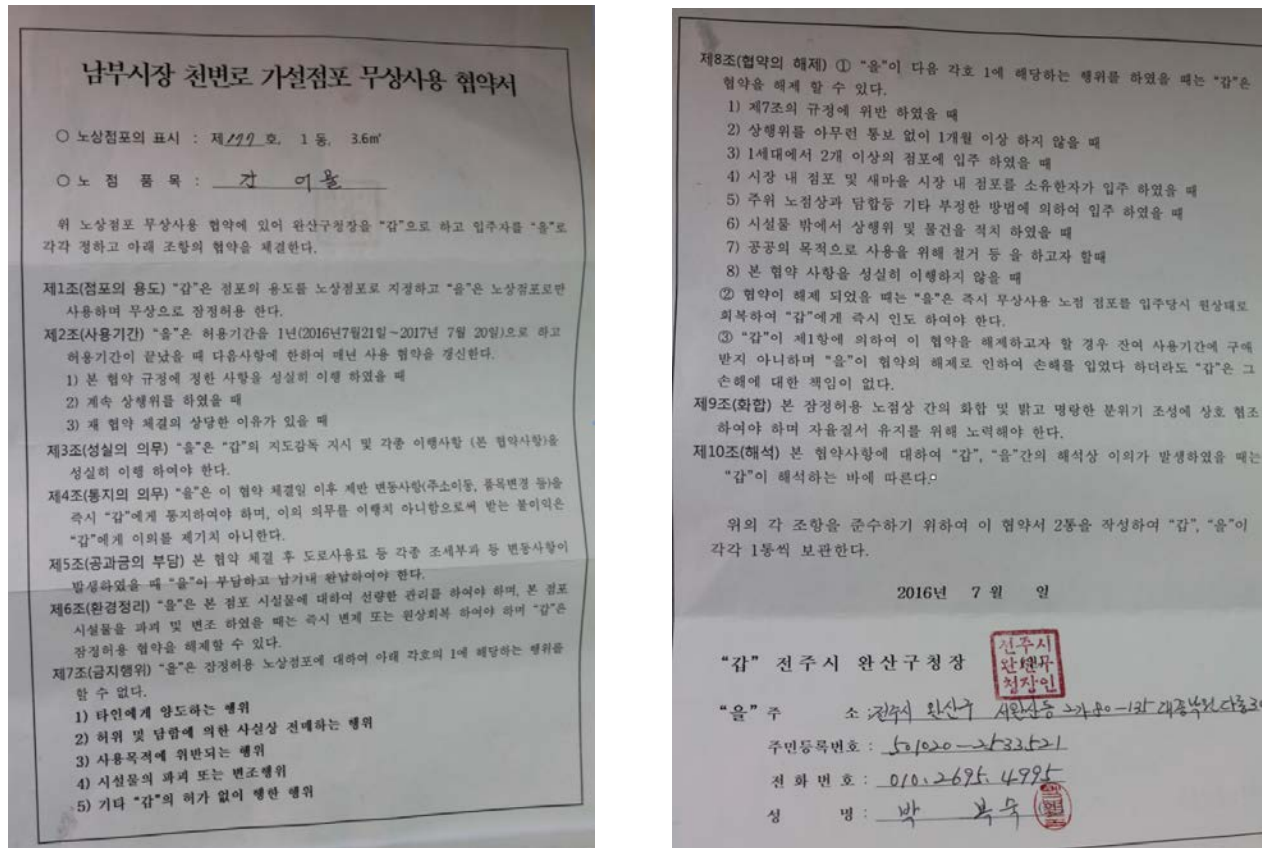 남부시장 천변로 가설점포 무상사용 협약서
○ 노상점포의 표시 : 제 177 호, 1 동, 3.6㎡
○ 노 점 품 목 :
위 노상점포 무상사용 협약에 있어 완산구청장을 “갑”으로 하고 입주자를 “을”로
각각 정하고 아래 조항의 협약을 체결한다.
제1조(점포의 용도) “갑”은 점포의 용도를 노상점포로 지정하고 “을”은 노상점포로만
사용하며 무상으로 잠정허용 한다.
제2조(사용기간) “을”은 허용기간을 1년(2016년7월21일~2017년 7월 20일)으로 하고
허용기간이 끝났을 때 다음사항에 한하여 매년 사용 협약을 갱신한다.
1) 본 협약 규정에 정한 사항을 성실히 이행 하였을 때
2) 계속 상행위를 하였을 때
3) 재 협약 체결의 상당한 이유가 있을 때
제3조(성실의 의무) “을”은 “갑”의 지도감독 지시 및 각종 이행사항 (본 협약사항)을
성실히 이행 하여야 한다.
제4조(통지의 의무) “을”은 이 협약 체결일 이후 제반 변동사항(주소이동, 품목변경 등)을
즉시 “갑”에게 통지하여야 하며, 이의 의무를 이행치 아니함으로써 받는 불이익은
“갑”에게 이의를 제기치 아니한다.
제5조(공과금의 부담) 본 협약 체결 후 도로사용료 등 각종 조세부과 등 변동사항이
발생하였을 때 “을”이 부담하고 납기내 완납하여야 한다.
제6조(환경정리) “을”은 본 점포 시설물에 대하여 선량한 관리를 하여야 하며, 본 점포
시설물을 파괴 및 변조 하였을 때는 즉시 변제 또는 원상회복 하여야 하며 “갑”은
잠정허용 협약을 해제할 수 있다.
제7조(금지행위) “을”은 잠정허용 노상점포에 대하여 아래 각호의 1에 해당하는 행위를
할 수 없다.
1) 타인에게 양도하는 행위
2) 허위 및 담합에 의한 사실상 전매하는 행위
3) 사용목적에 위반되는 행위
4) 시설물의 파괴 또는 변조행위
5) 기타 “갑”의 허가 없이 행한 행위
제8조(협약의 해제) ① “을”이 다음 각호 1에 해당하는 행위를 하였을 때는 “갑”은
협약을 해제 할 수 있다.
1) 제7조의 규정에 위반 하였을 때
2) 상행위를 아무런 통보 없이 1개월 이상 하지 않을 때
3) 1세대에서 2개 이상의 점포에 입주 하였을 때
4) 시장 내 점포 및 새마을 시장 내 점포를 소유한자가 입주 하였을 때
5) 주위 노점상과 담합등 기타 부정한 방법에 의하여 입주 하였을 때
6) 시설물 밖에서 상행위 및 물건을 적치 하였을 때
7) 공공의 목적으로 사용을 위해 철거 등 을 하고자 할때
8) 본 협약 사항을 성실히 이행하지 않을 때
② 협약이 해제 되었을 때는 “을”은 즉시 무상사용 노점 점포를 입주당시 원상태로
회복하여 “갑”에게 즉시 인도 하여야 한다.
③ “갑”이 제1항에 의하여 이 협약을 해제하고자 할 경우 잔여 사용기간에 구애
받지 아니하며 “을”이 협약의 해제로 인하여 손해를 입었다 하더라도 “갑”은 그
손해에 대한 책임이 없다.
제9조(화합) 본 잠정허용 노점상 간의 화합 및 밝고 명랑한 분위기 조성에 상호 협조
하여야 하며 자율질서 유지를 위해 노력해야 한다.
제10조(해석) 본 협약사항에 대하여 “갑”, “을”간의 해석상 이의가 발생하였을 때는
“갑”이 해석하는 바에 따른다.
위의 각 조항을 준수하기 위하여 이 협약서 2통을 작성하여 “갑”, “을”이
각각 1통씩 보관한다.
2016년 7월 일
“갑” 전주시 완산구청장
전주시 완산구청장인
“을” 주 소 : 전주시 완산구 서완산동 2가 80-135
주민등록번호 : 501020-2533521
전 화 번 호 : 010.2695.4995
성 명 : 박 복 숙